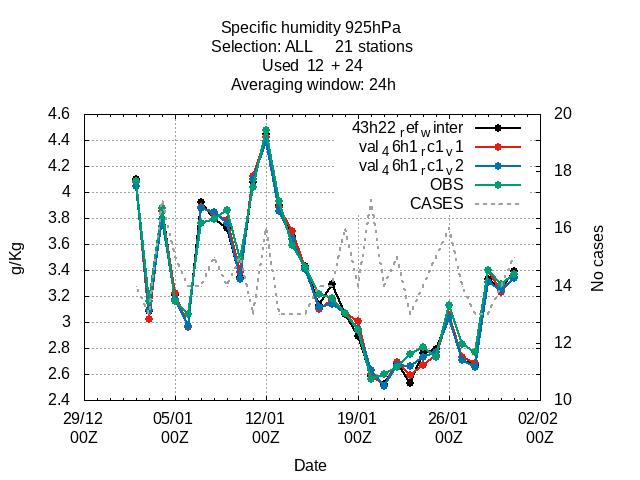 Specific humidity 925hPa
Selection: ALL 21 stations
Used 12 + 24
Averaging window: 24h
43h22_ref_winter
val_46h1_rc1_v1
val_46h1_rc1_v2
OBS
CASES
4.6
4.4
4.2
4
3.8
3.6
3.4
3.2
3
2.8
2.6
2.4
g/Kg
20
18
16
14
12
10
No cases
29/12 05/01 12/01 19/01 26/01 02/02
00Z 00Z 00Z 00Z 00Z 00Z
Date